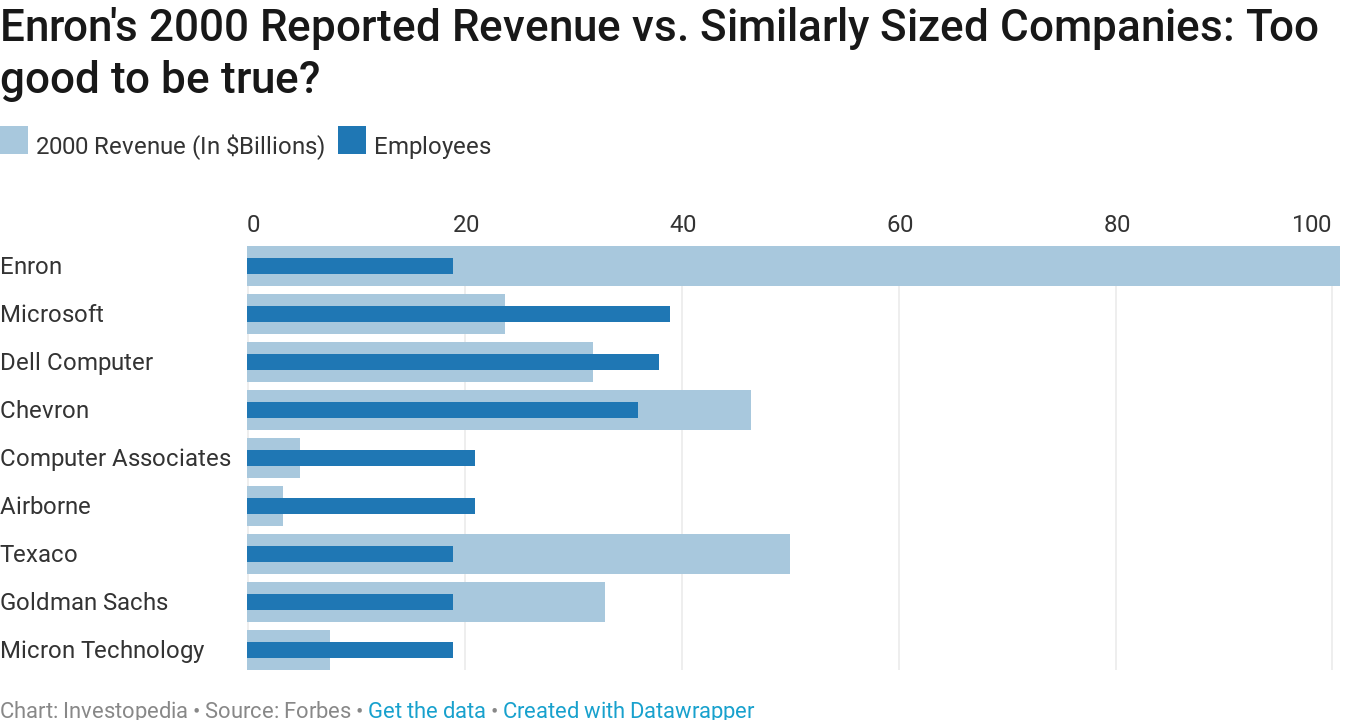 Enron's 2000 Reported Revenue vs. Similarly Sized Companies: Too
good to be true?
2000 Revenue (In $Billions) Employees
0 20 40 60 80 100
Enron
Microsoft
Dell Computer
Chevron
Computer Associates
Airborne
Texaco
Goldman Sachs
Micron Technology
Chart: Investopedia • Source: Forbes • Get the data • Created with Datawrapper